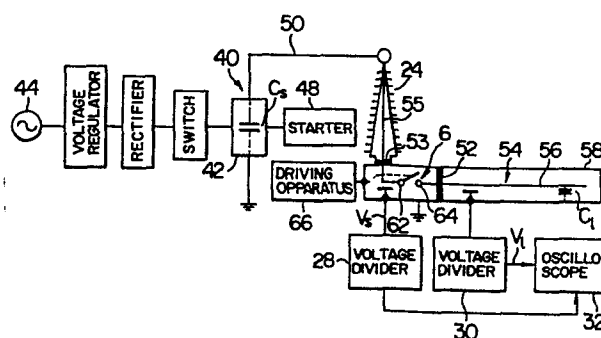 50
40
24
44
Cs
48
55
VOLTAGE REGULATOR
RECTIFIER
SWITCH
STARTER
53
6
52
54
56
58
42
DRIVING APPARATUS
66
62
64
C1
Vs
28
VOLTAGE DIVIDER
VOLTAGE DIVIDER
V1
OSCILLO SCOPE
30
32